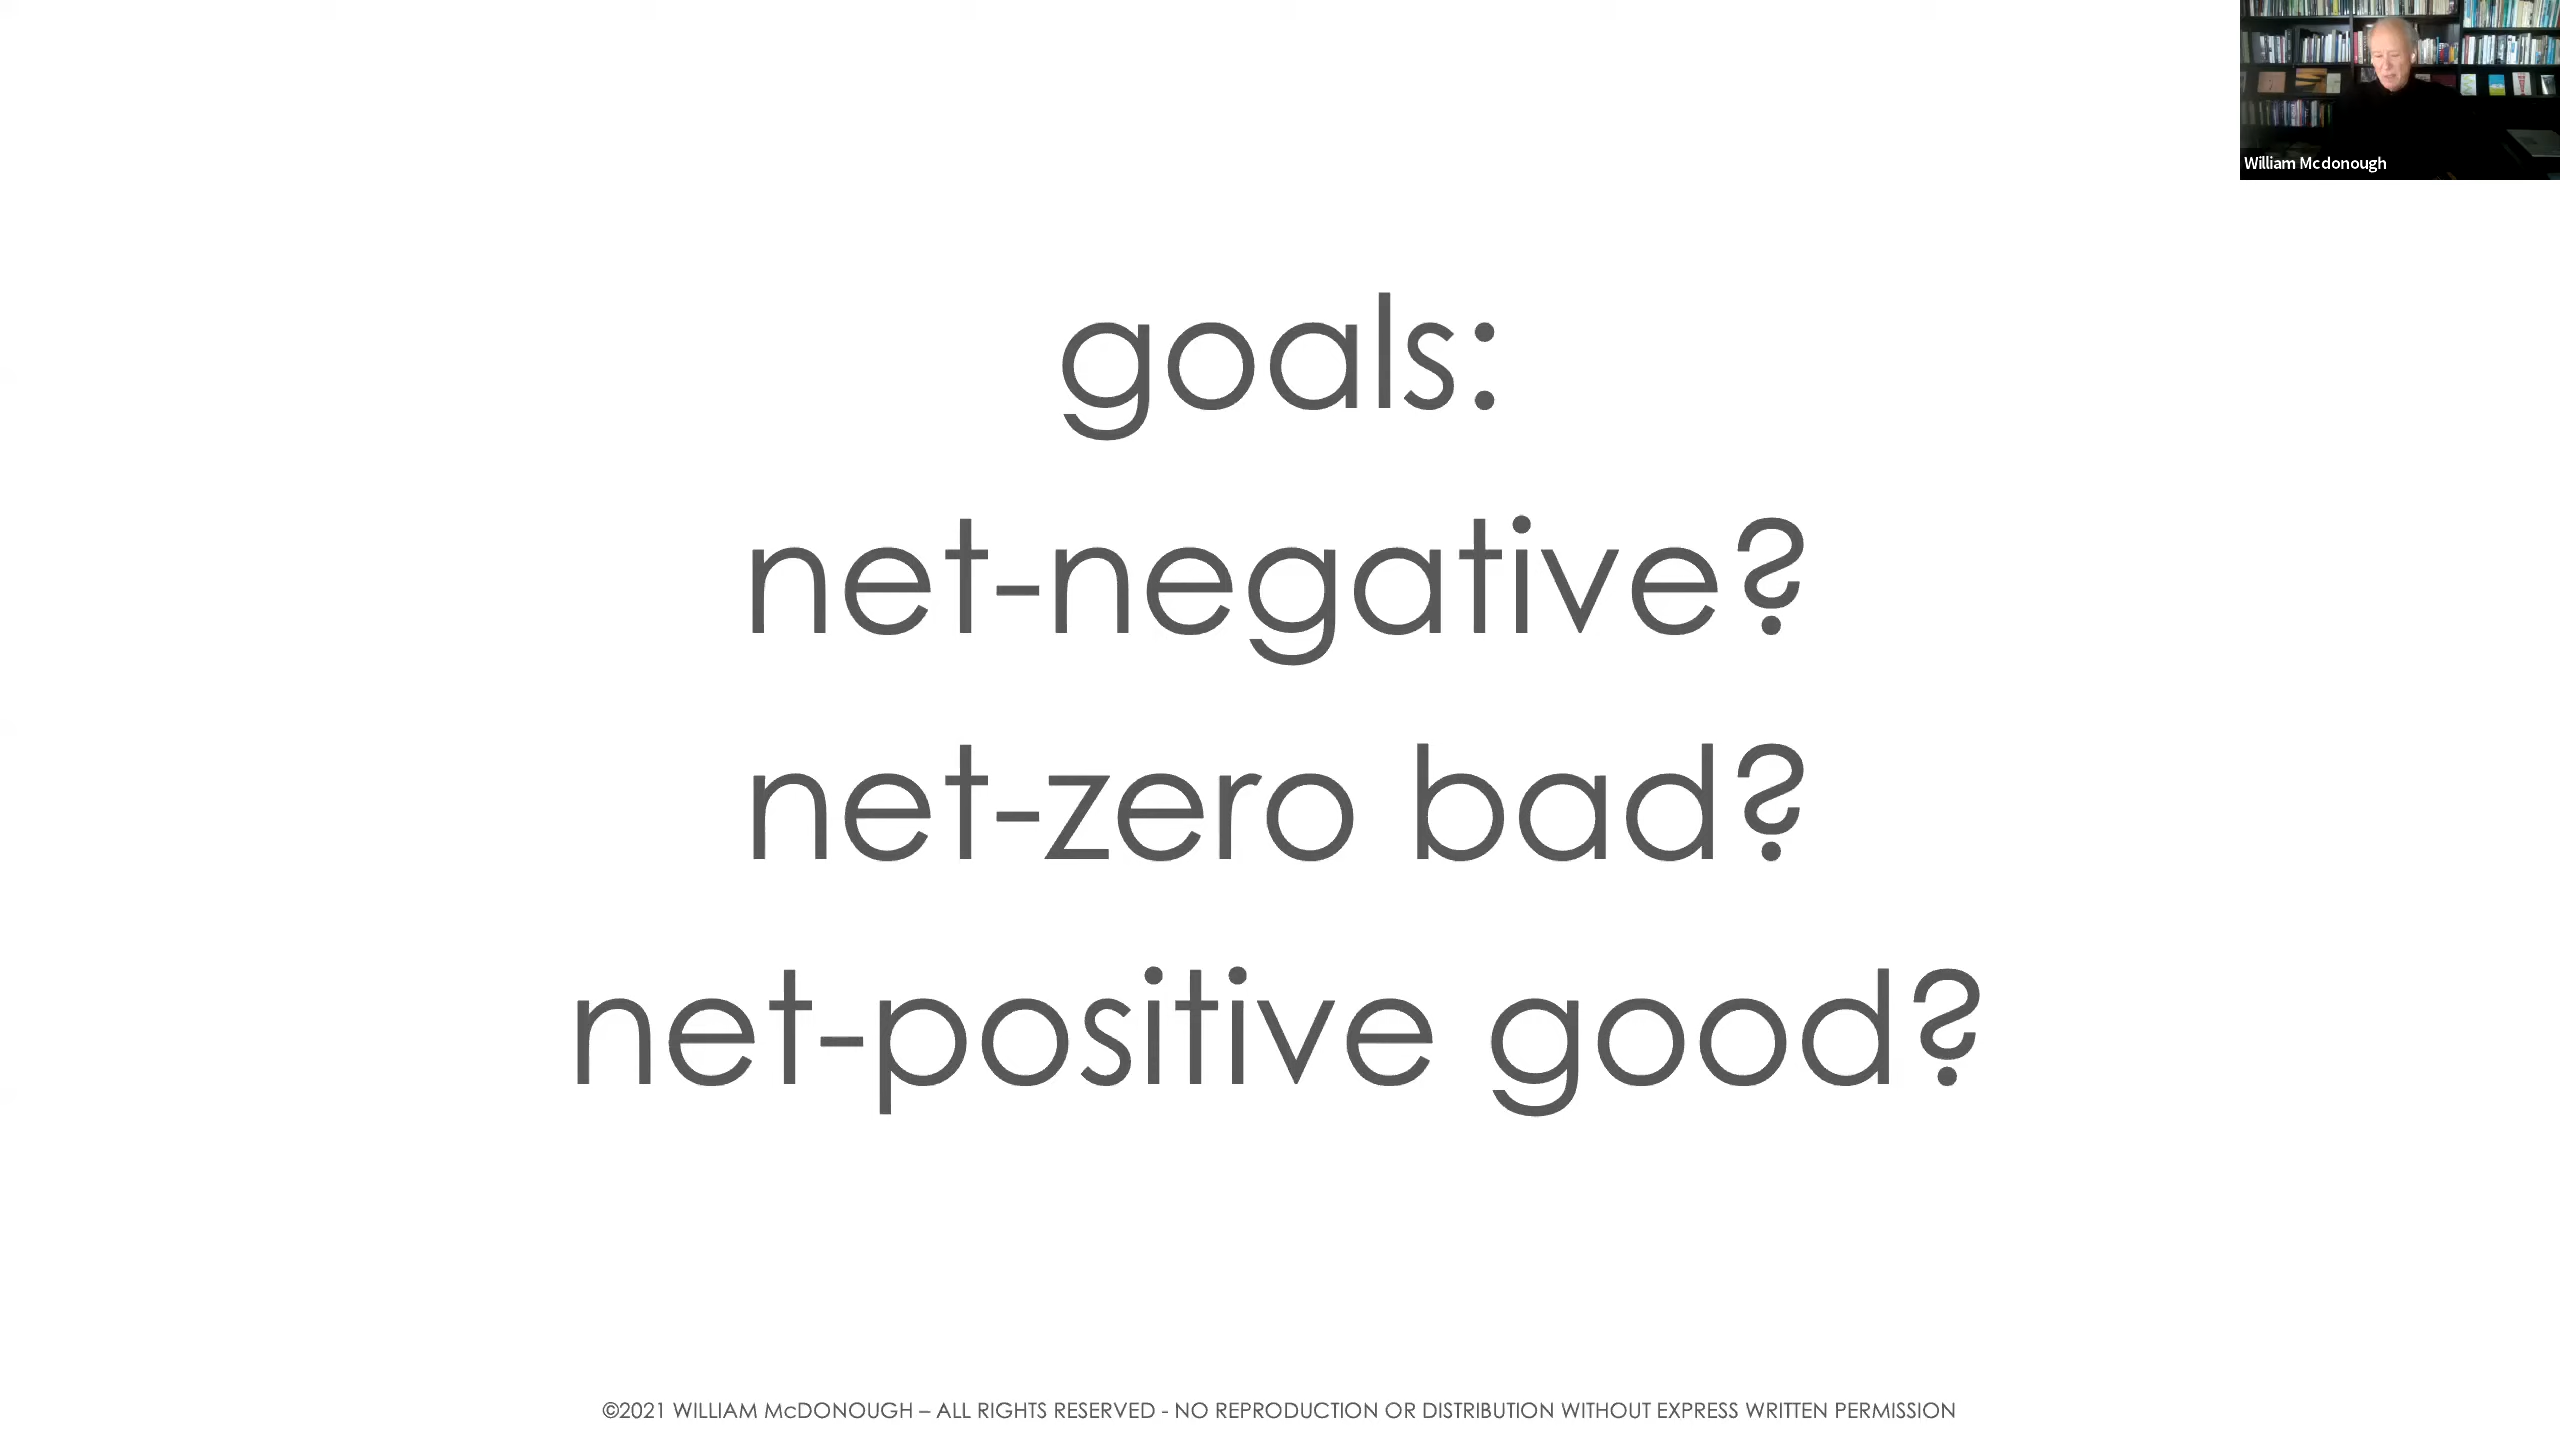 William Mcdonough
goals:
net-negative?
net-zero bad?
net-positive good?
©2021 WILLIAM McDONOUGH – ALL RIGHTS RESERVED - NO REPRODUCTION OR DISTRIBUTION WITHOUT EXPRESS WRITTEN PERMISSION